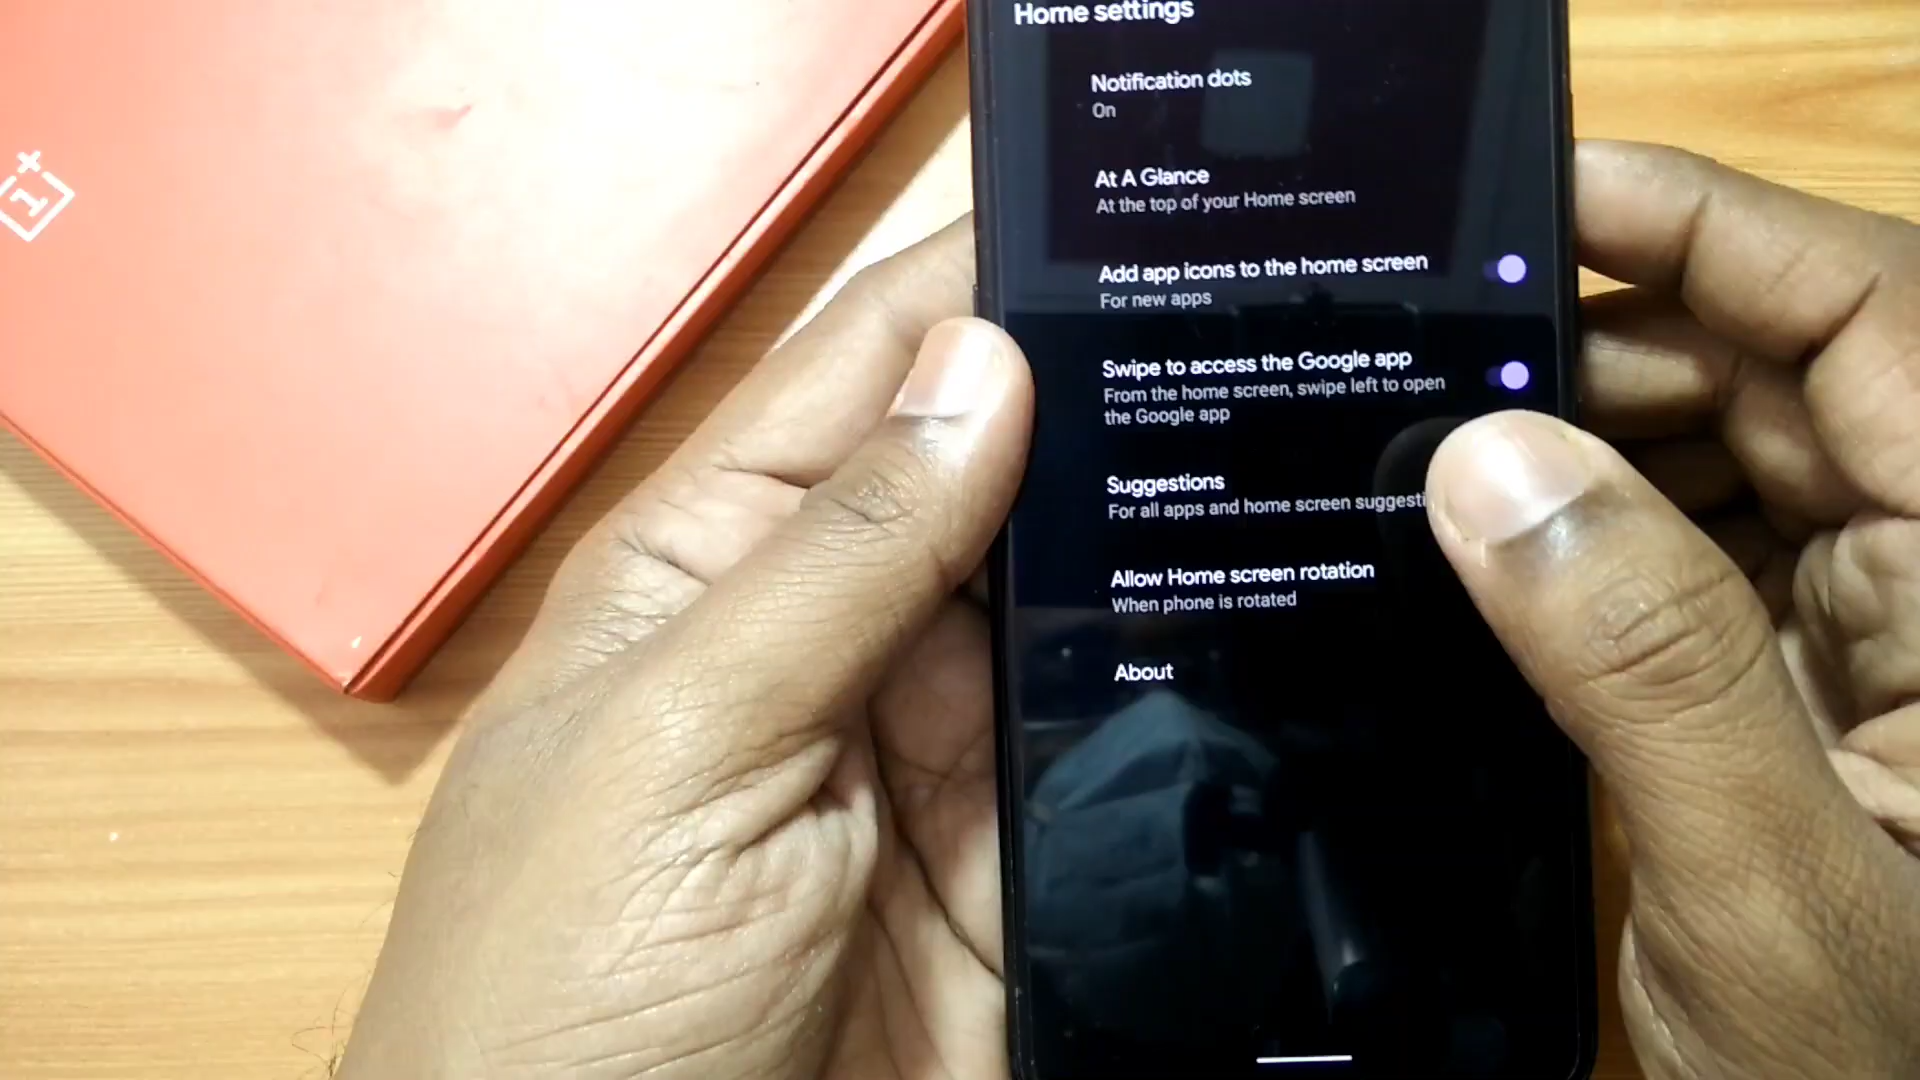 Home settings
Notification dots
On
At A Glance
At the top of your Home screen
Add app icons to the home screen
For new apps
Swipe to access the Google app
From the home screen, swipe left to open
the Google app
Suggestions
For all apps and home screen suggesti
Allow Home screen rotation
When phone is rotated
About
1+